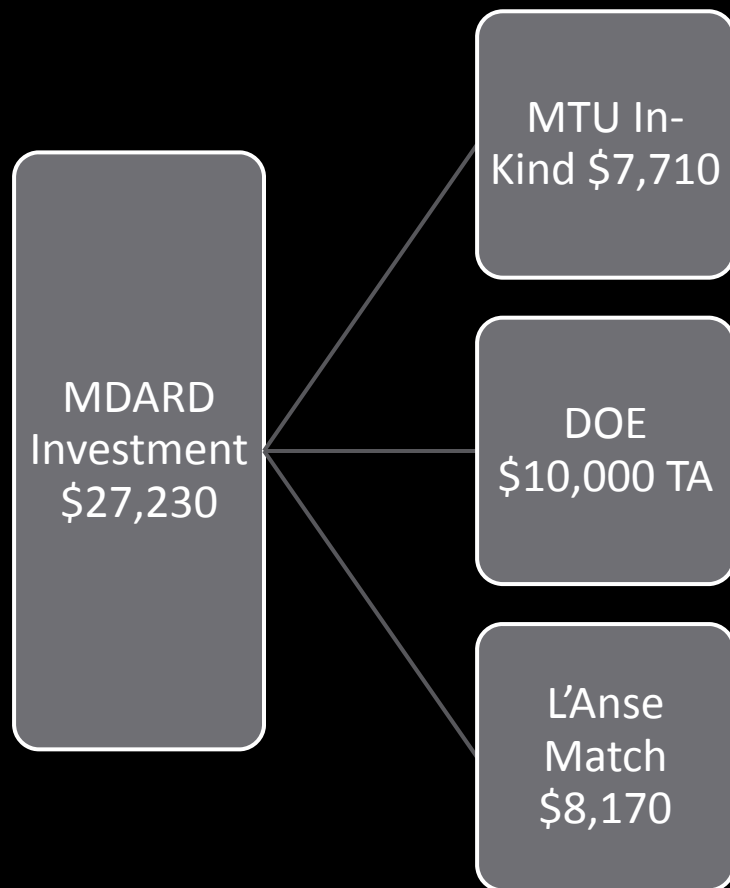 MDARD
Investment
$27,230
MTU In-
Kind $7,710
DOE
$10,000 TA
L’Anse
Match
$8,170